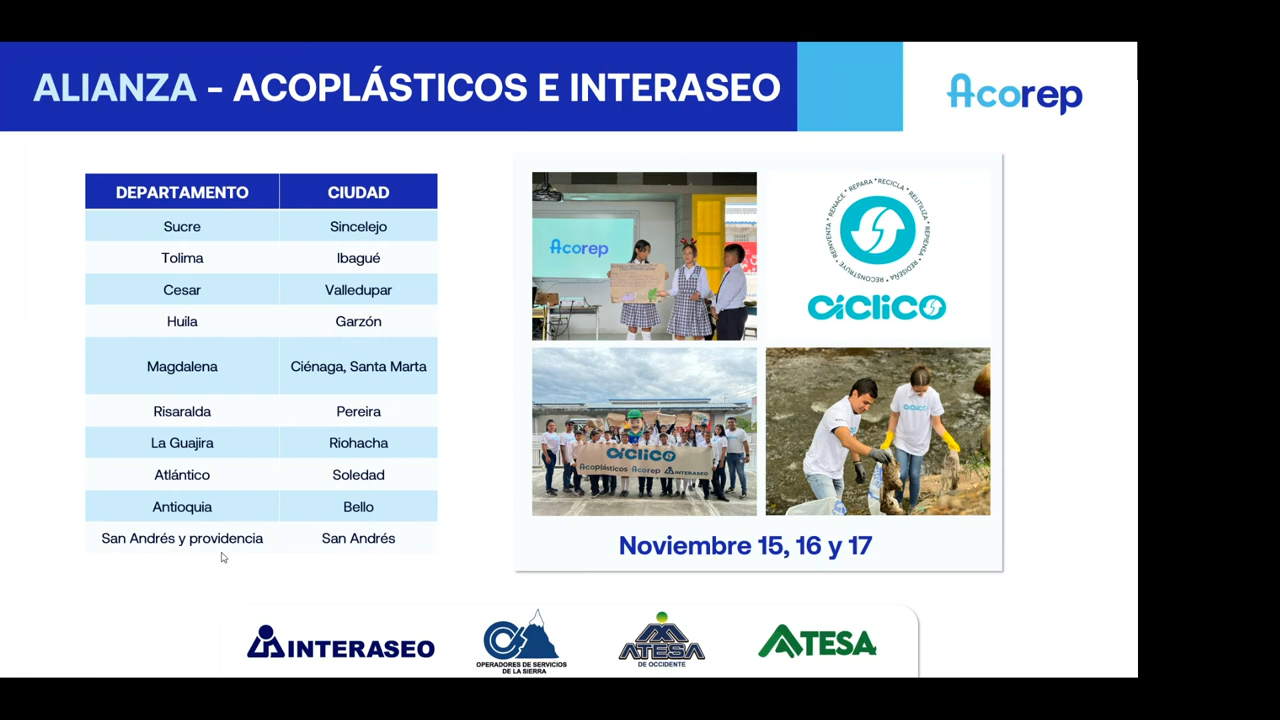 ALIANZA - ACOPLÁSTICOS E INTERASEO
Acorep
DEPARTAMENTO CIUDAD
Sucre Sincelejo
Tolima Ibagué
Cesar Valledupar
Huila Garzón
Magdalena Ciénaga, Santa Marta
Risaralda Pereira
La Guajira Riohacha
Atlántico Soledad
Antioquia Bello
San Andrés y providencia San Andrés
Acorep
RECICLA • REUTILIZA • REPIENSA • REDISEÑA • RECONSTRUYE • REINVENTA • RENACE • REPARA •
CíCLICO
CíCLICO
Acoplásticos Acorep INTERASEO
CíCLICO
Noviembre 15, 16 y 17
INTERASEO
OPERADORES DE SERVICIOS
DE LA SIERRA
ATESA
DE OCCIDENTE
ATESA